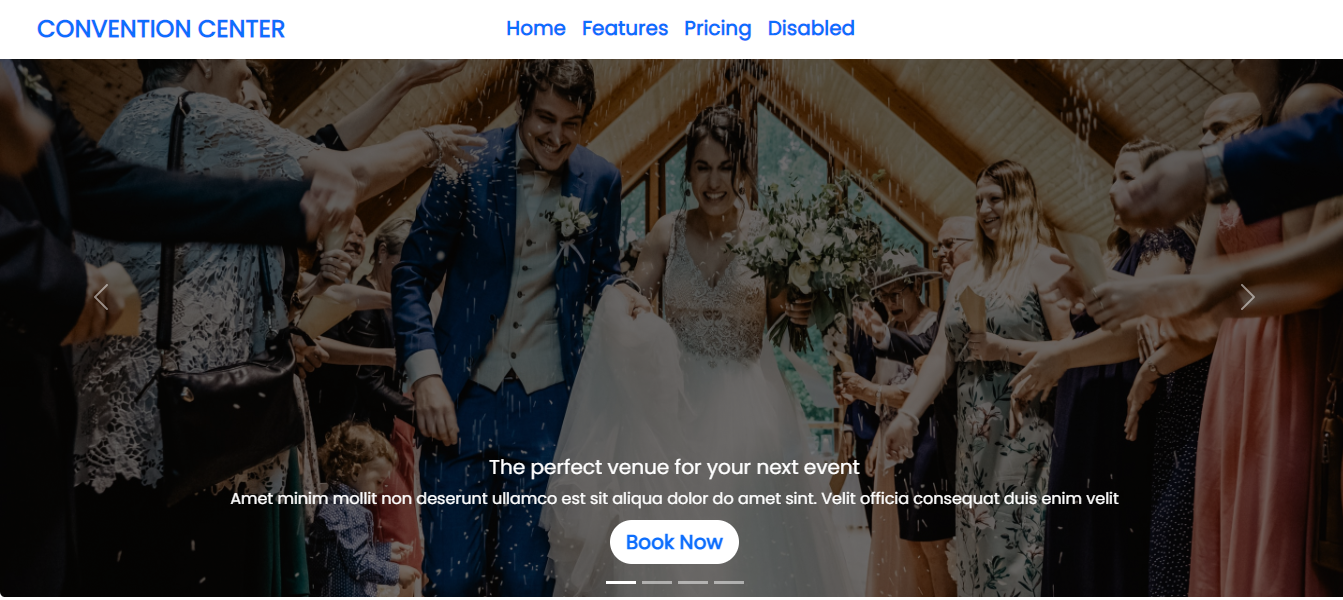 CONVENTION CENTER
Home Features Pricing Disabled
The perfect venue for your next event
Amet minim mollit non deserunt ullamco est sit aliqua dolor do amet sint. Velit officia consequat duis enim velit
Book Now